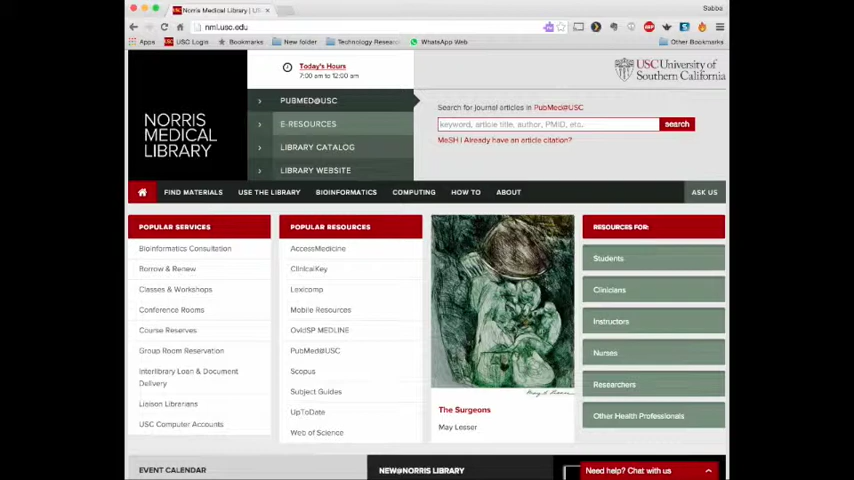 Norris Medical Library | US
Sabba
nml.usc.edu
Apps
USC Login
Bookmarks
New folder
Technology Resear
WhatsApp Web
Other Bookmarks
NORRIS
MEDICAL
LIBRARY
Today's Hours
7:00 am to 12:00 am
PUBMED@USC
E-RESOURCES
LIBRARY CATALOG
LIBRARY WEBSITE
USC University of
Southern California
Search for journal articles in PubMed@USC
keyword, article title, author, PMID, etc.
search
MeSH | Already have an article citation?
FIND MATERIALS
USE THE LIBRARY
BIOINFORMATICS
COMPUTING
HOW TO
ABOUT
ASK US
POPULAR SERVICES
Bioinformatics Consultation
Borrow & Renew
Classes & Workshops
Conference Rooms
Course Reserves
Group Room Reservation
Interlibrary Loan & Document
Delivery
Liaison Librarians
USC Computer Accounts
POPULAR RESOURCES
AccessMedicine
ClinicalKey
Lexicomp
Mobile Resources
OvidSP MEDLINE
PubMed@USC
Scopus
Subject Guides
UpToDate
Web of Science
The Surgeons
May Lesser
RESOURCES FOR:
Students
Clinicians
Instructors
Nurses
Researchers
Other Health Professionals
EVENT CALENDAR
NEW@NORRIS LIBRARY
Need help? Chat with us